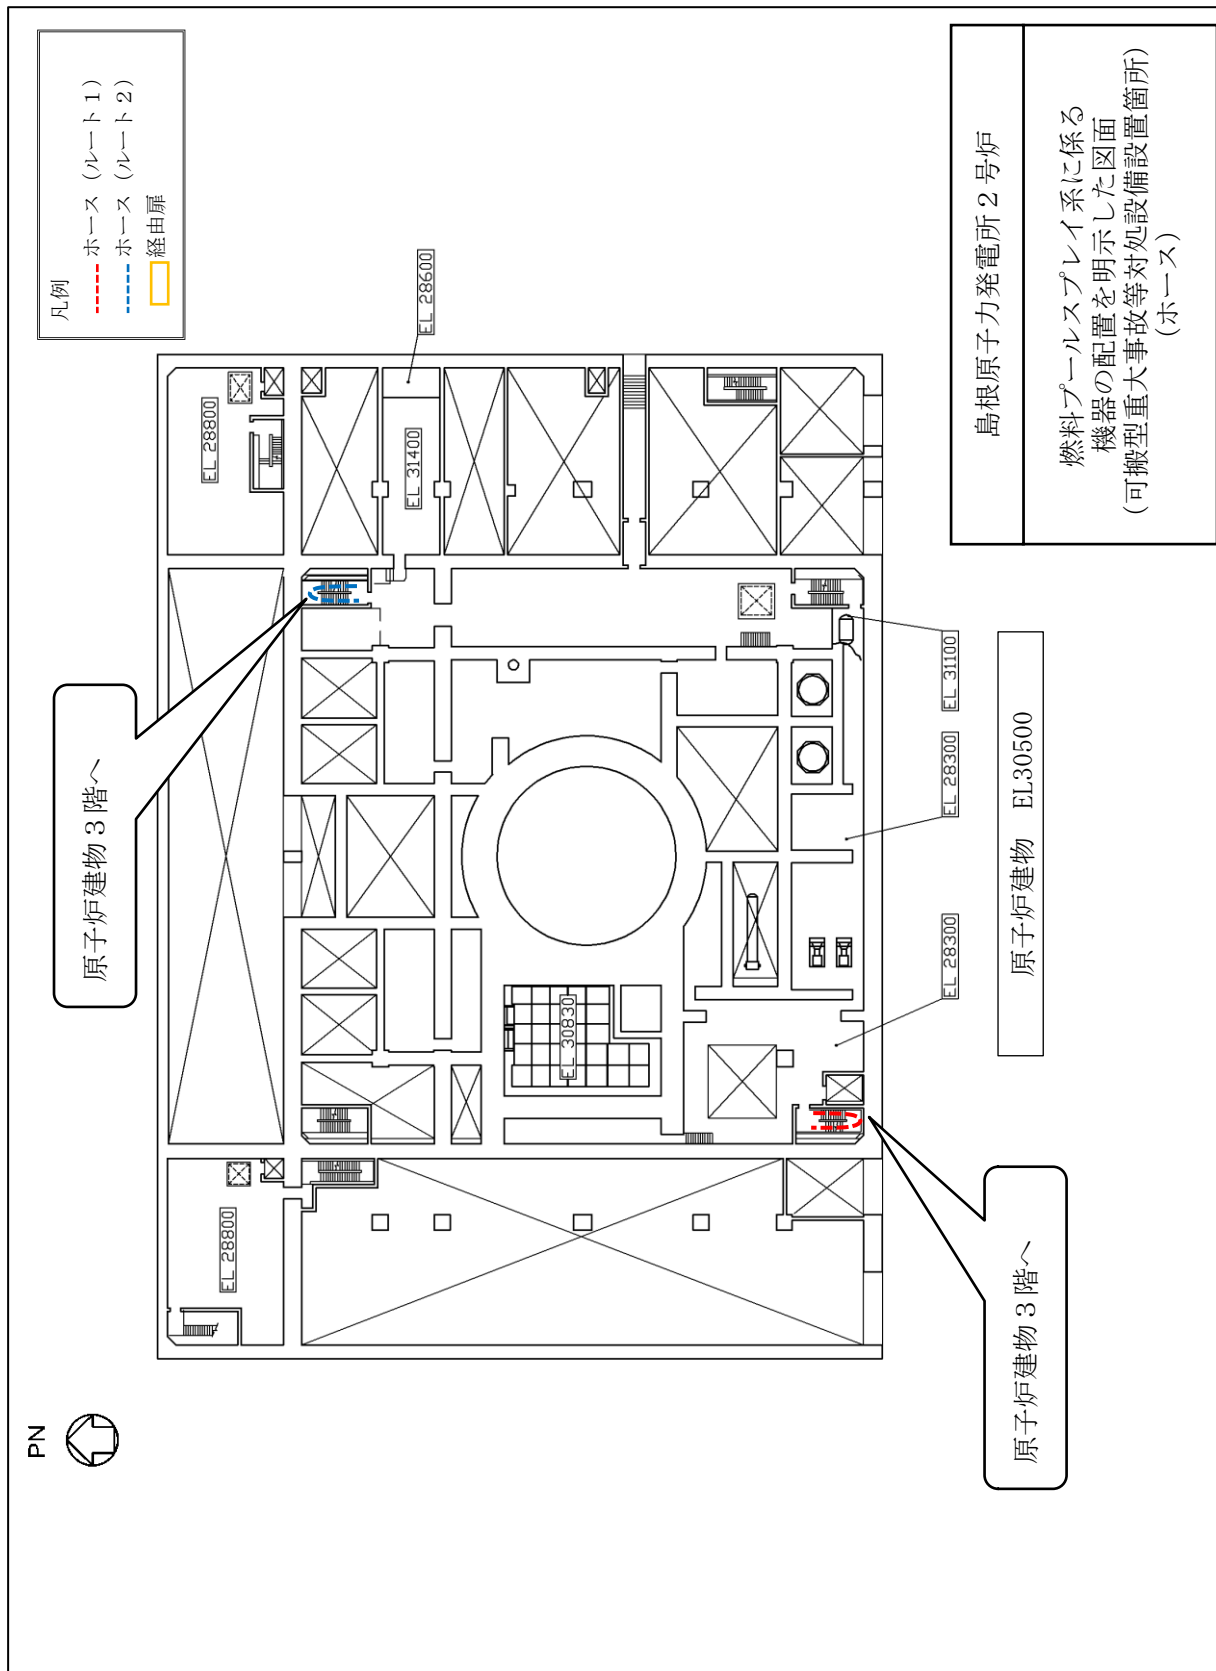 PN
凡例
ホース（ルート１）
ホース（ルート２）
経由扉
原子炉建物３階へ
EL 28800
EL 28800
EL 28600
EL 31400
EL 30830
EL 28300
EL 28300
EL 31100
原子炉建物３階へ
原子炉建物　EL30500
島根原子力発電所２号炉
燃料プールスプレイ系に係る
機器の配置を明示した図面
（可搬型重大事故等対処設備設置箇所）
（ホース）